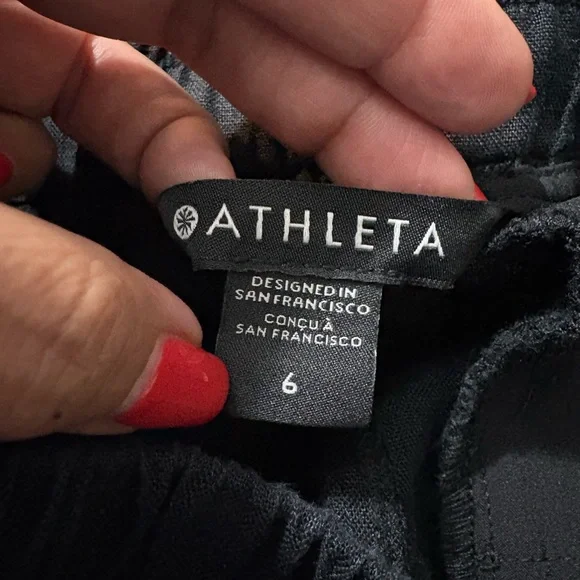 ATHLETA
DESIGNED IN
SAN FRANCISCO
CONÇU À
SAN FRANCISCO
6